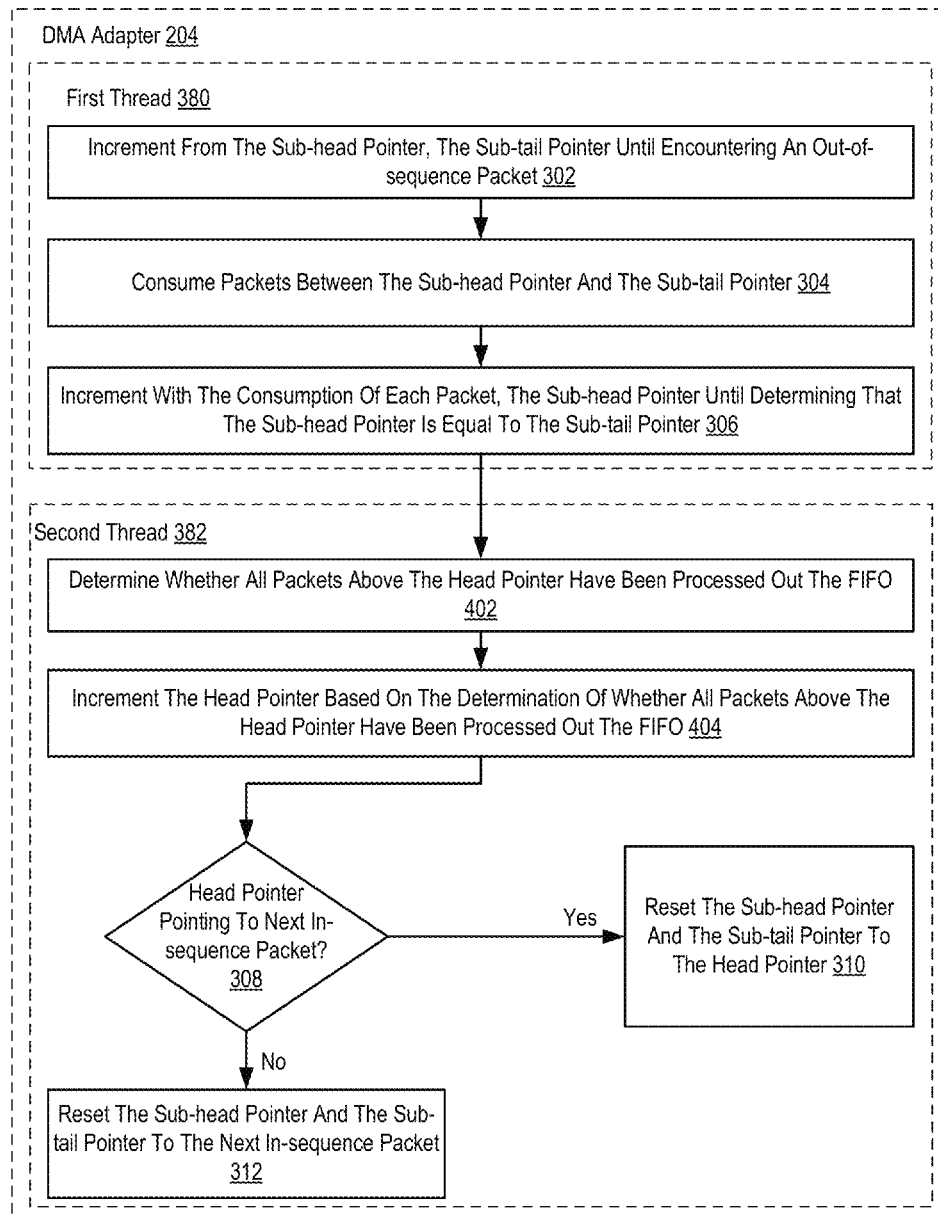 DMA Adapter 204
First Thread 380
Increment From The Sub-head Pointer, The Sub-tail Pointer Until Encountering An Out-of-
sequence Packet 302
Consume Packets Between The Sub-head Pointer And The Sub-tail Pointer 304
Increment With The Consumption Of Each Packet, The Sub-head Pointer Until Determining That
The Sub-head Pointer Is Equal To The Sub-tail Pointer 306
Second Thread 382
Determine Whether All Packets Above The Head Pointer Have Been Processed Out The FIFO
402
Increment The Head Pointer Based On The Determination Of Whether All Packets Above The
Head Pointer Have Been Processed Out The FIFO 404
Head Pointer
Pointing To Next In-
sequence Packet?
308
Yes
Reset The Sub-head Pointer
And The Sub-tail Pointer To
The Head Pointer 310
No
Reset The Sub-head Pointer And The Sub-
tail Pointer To The Next In-sequence Packet
312